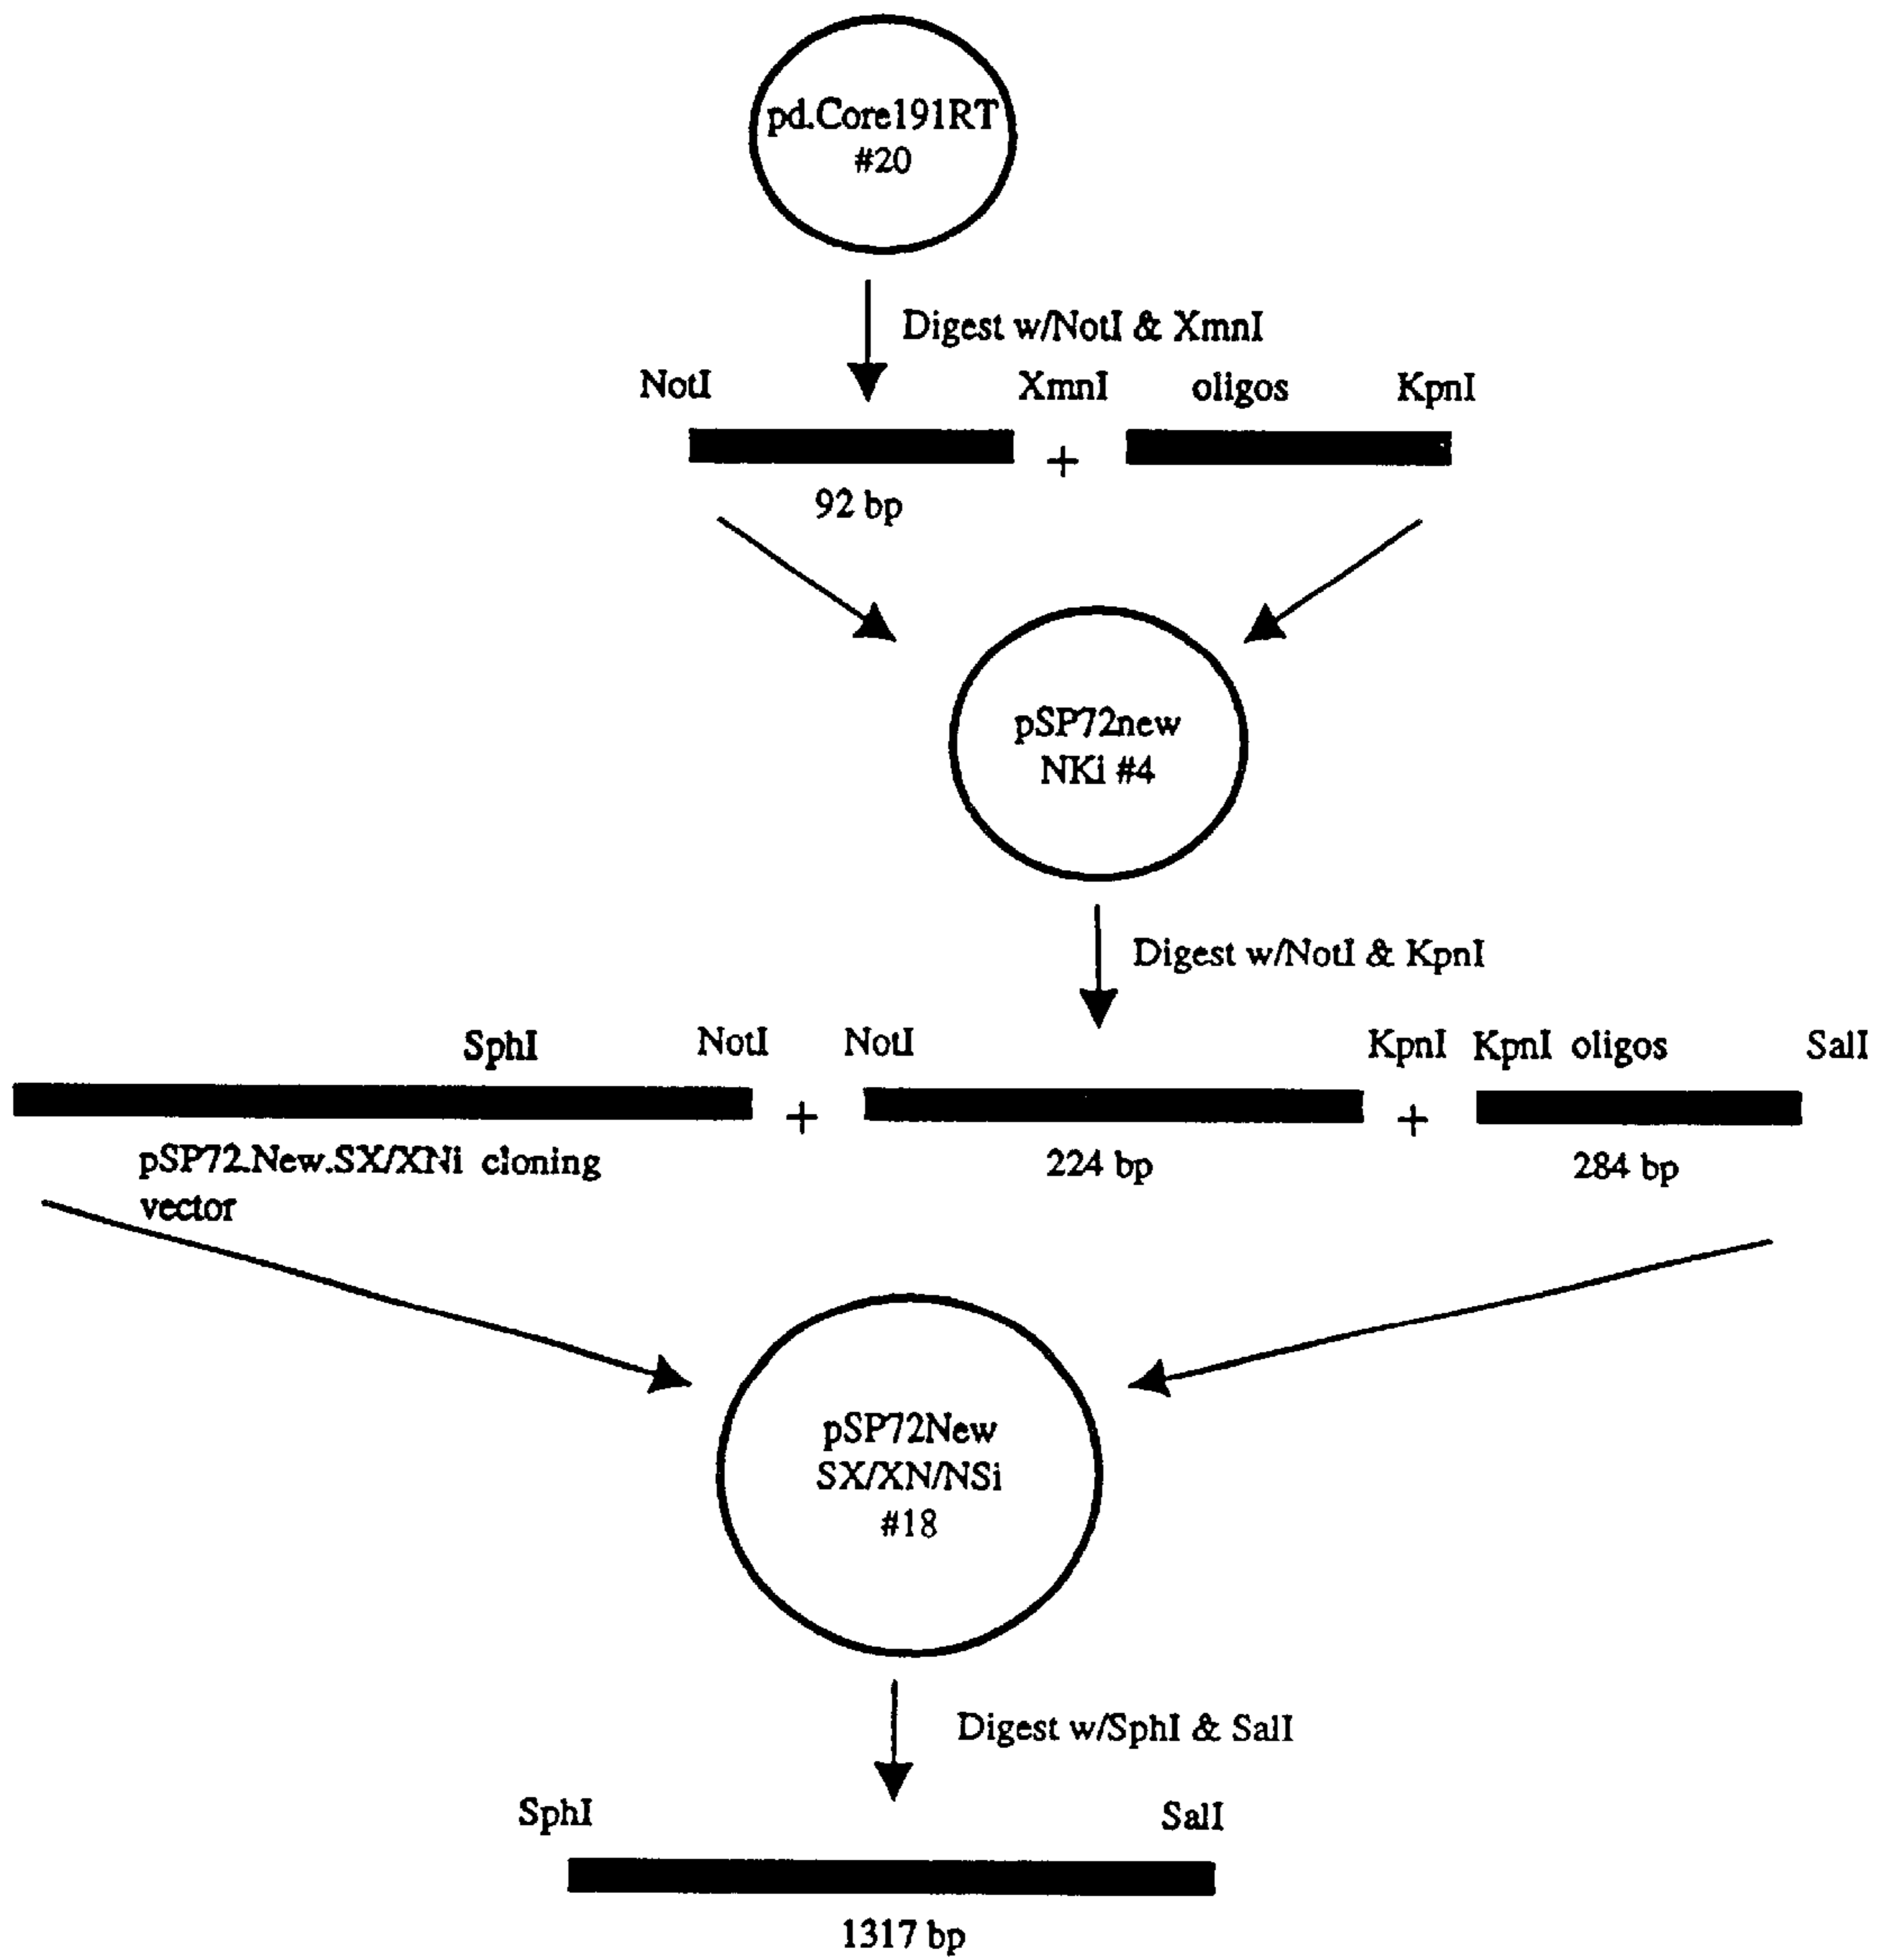 pd.Core191RT
#20
Digest w/NotI & XmnI
NotI XmnI oligos KpnI
+
92 bp
pSP72new
NKi #4
Digest w/NotI & KpnI
SphI NotI NotI KpnI KpnI oligos SalI
+ +
pSP72.New.SX/XNi cloning
vector
224 bp
284 bp
pSP72New
SX/XN/NSi
#18
Digest w/SphI & SalI
SphI SalI
1317 bp